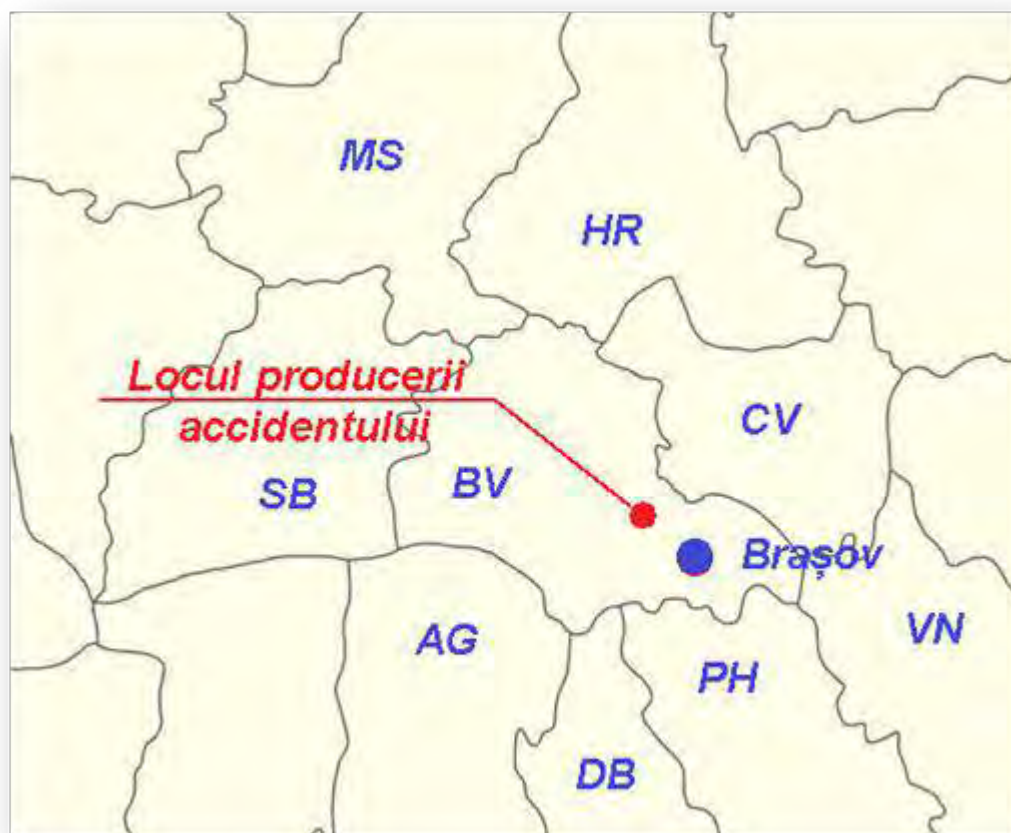 MS
HR
Locul producerii
accidentului
CV
BV
SB
Brașov
VN
AG
PH
DB